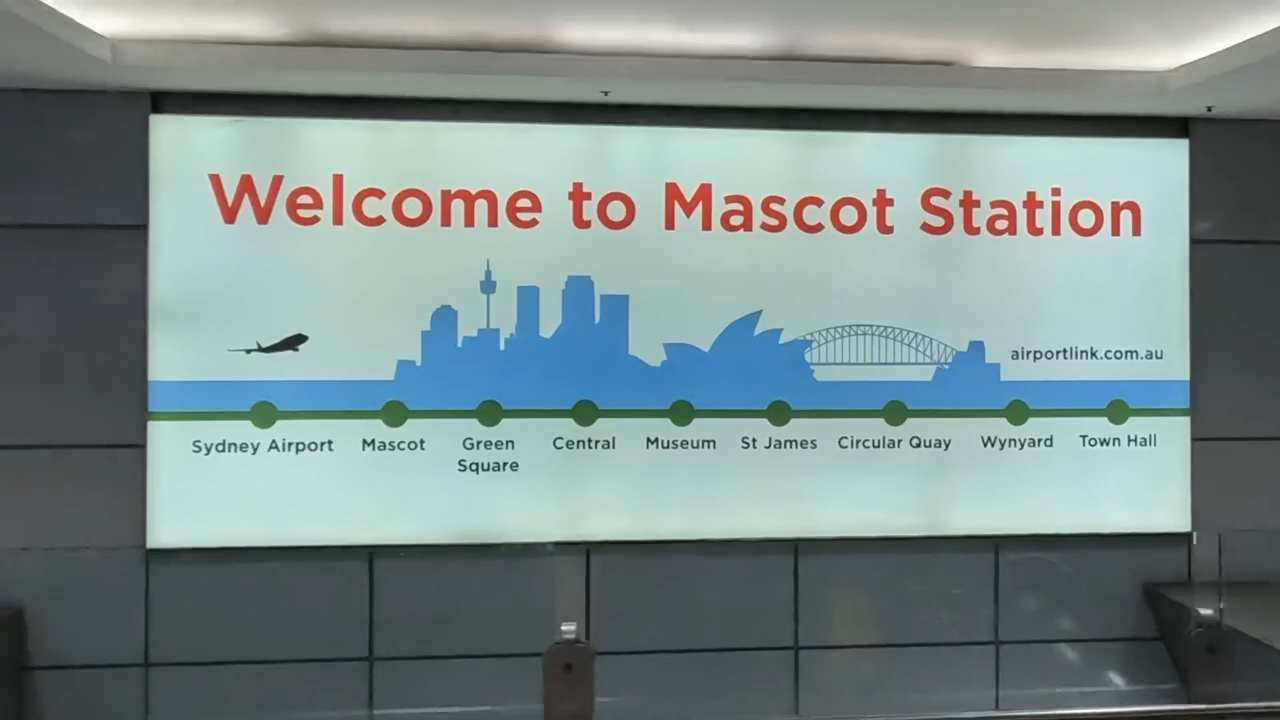 Welcome to Mascot Station
airportlink.com.au
Sydney Airport
Mascot
Green
Square
Central
Museum
St James
Circular Quay
Wynyard
Town Hall